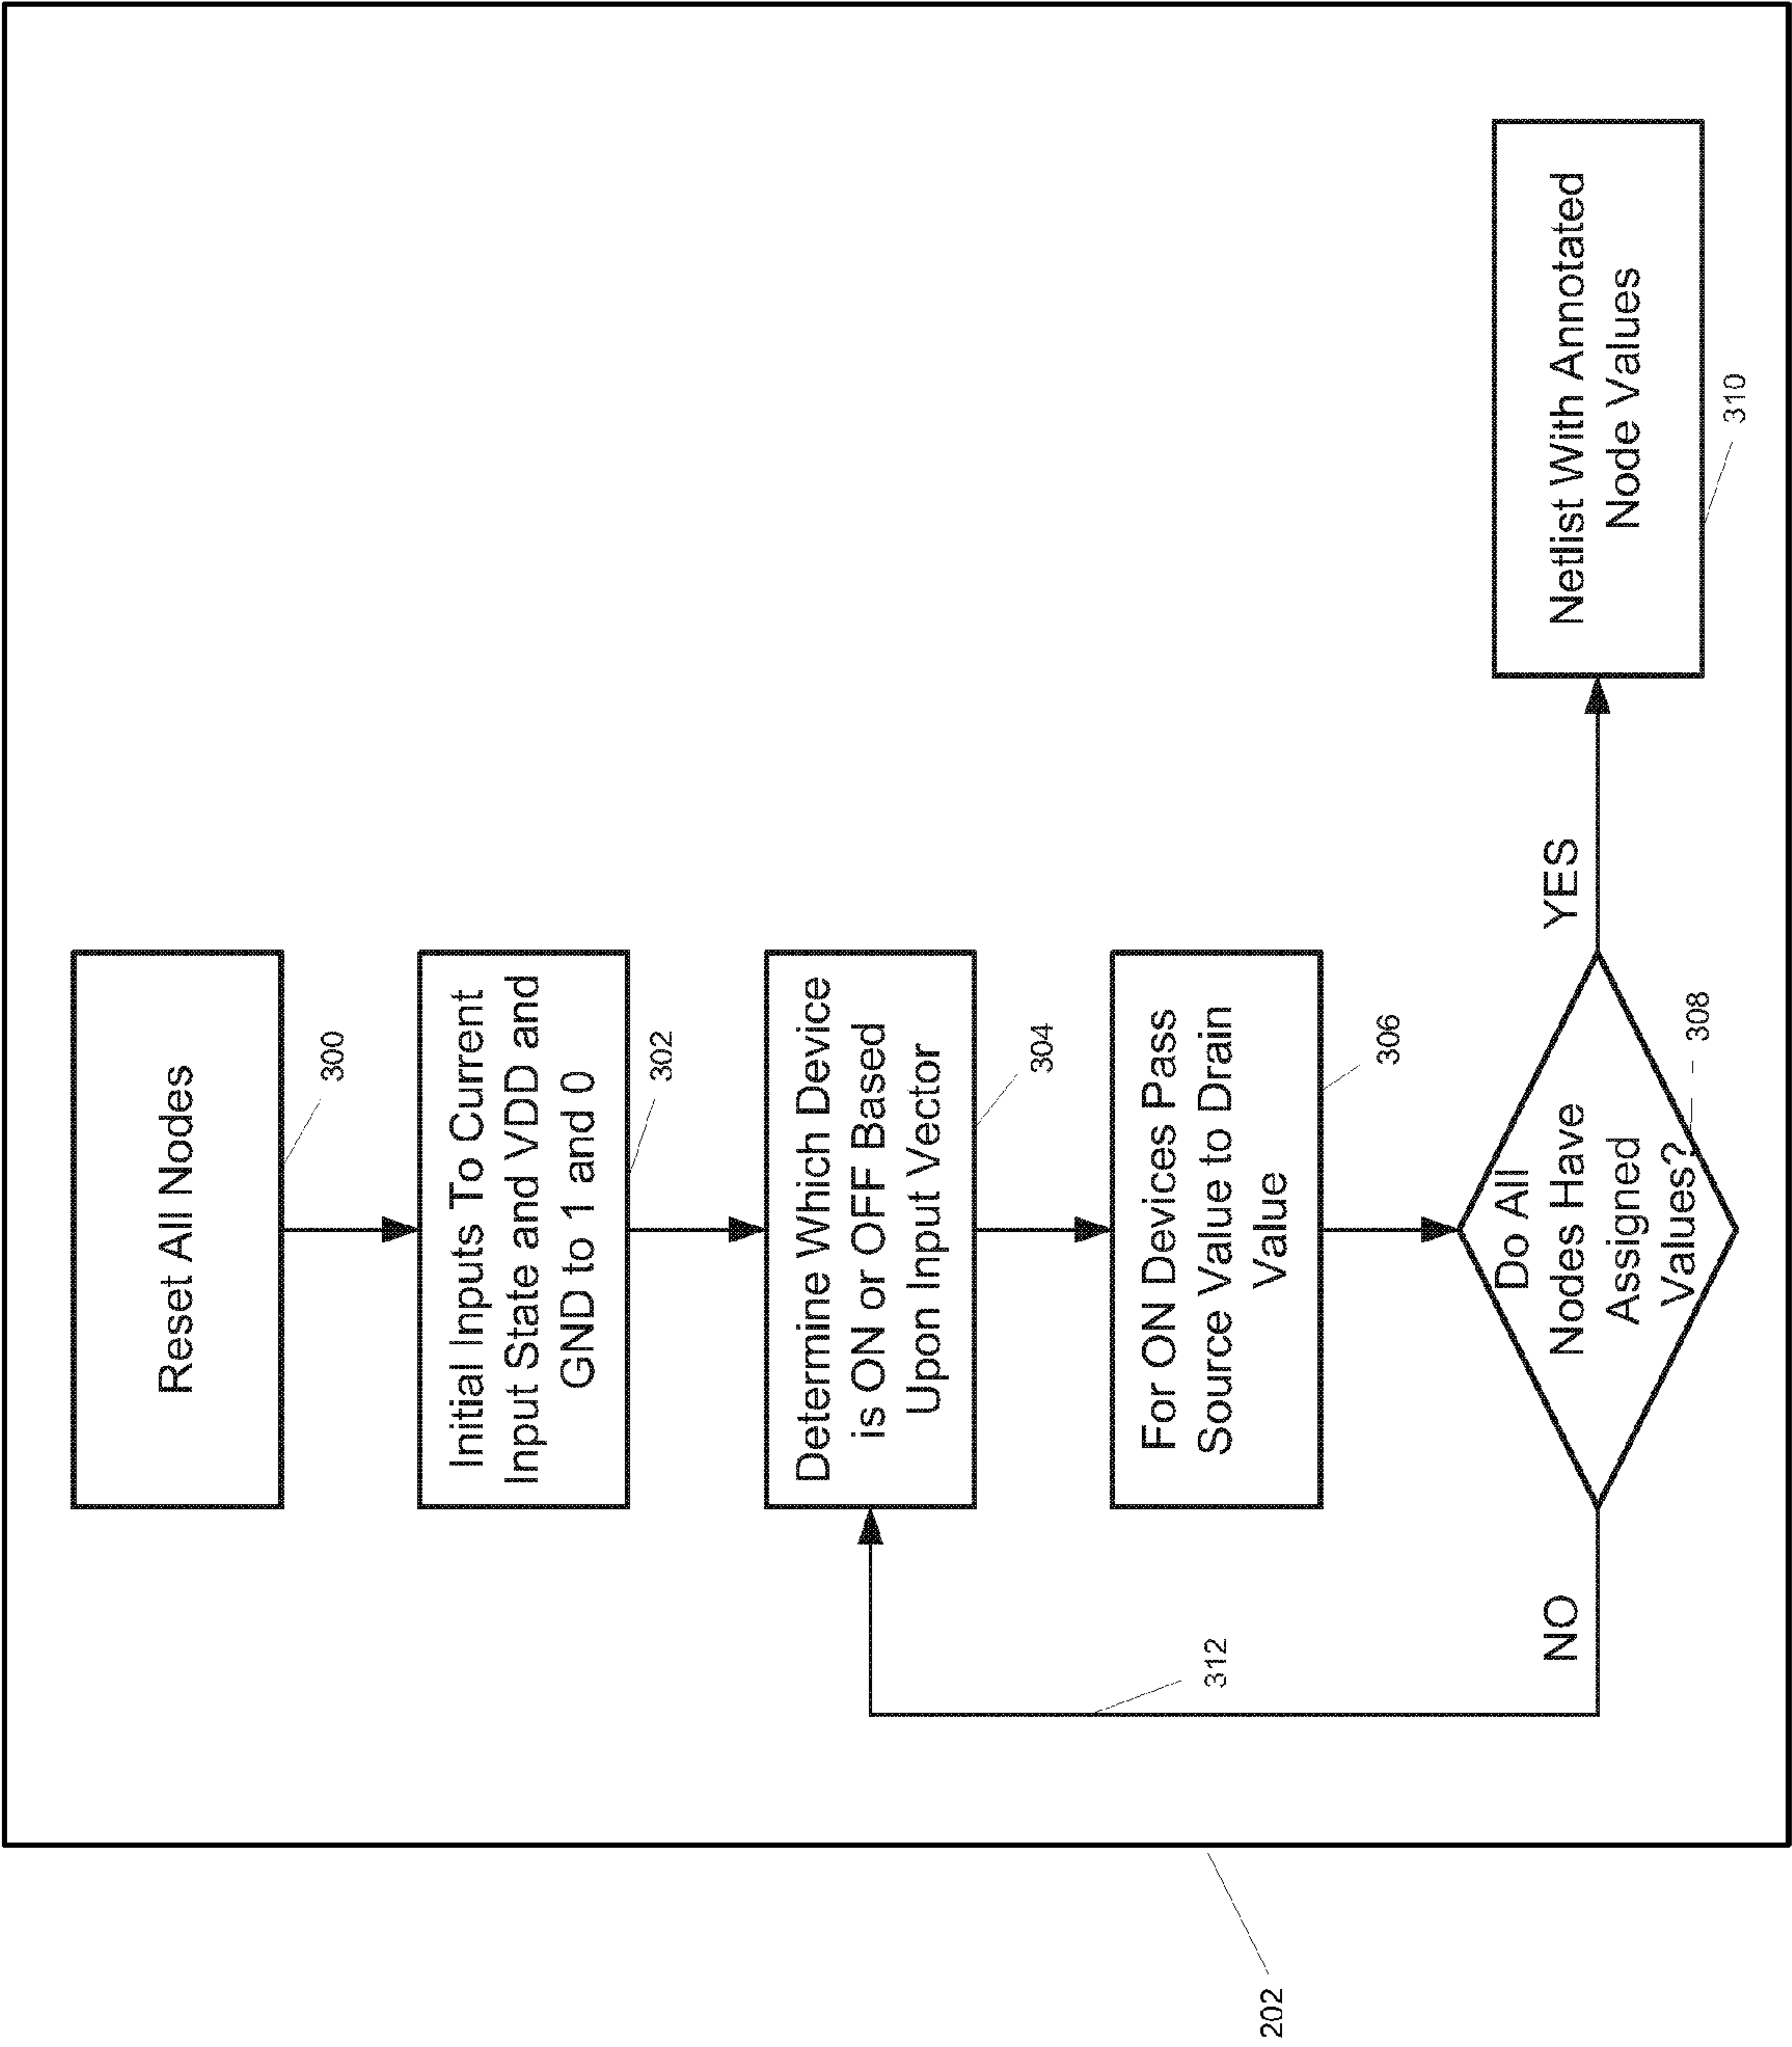 Reset All Nodes
300
Initial Inputs To Current
Input State and VDD and
GND to 1 and 0
302
Determine Which Device
is ON or OFF Based
Upon Input Vector
304
For ON Devices Pass
Source Value to Drain
Value
306
Do All
Nodes Have
Assigned
Values?
308
YES
NO
312
Netlist With Annotated
Node Values
310
202